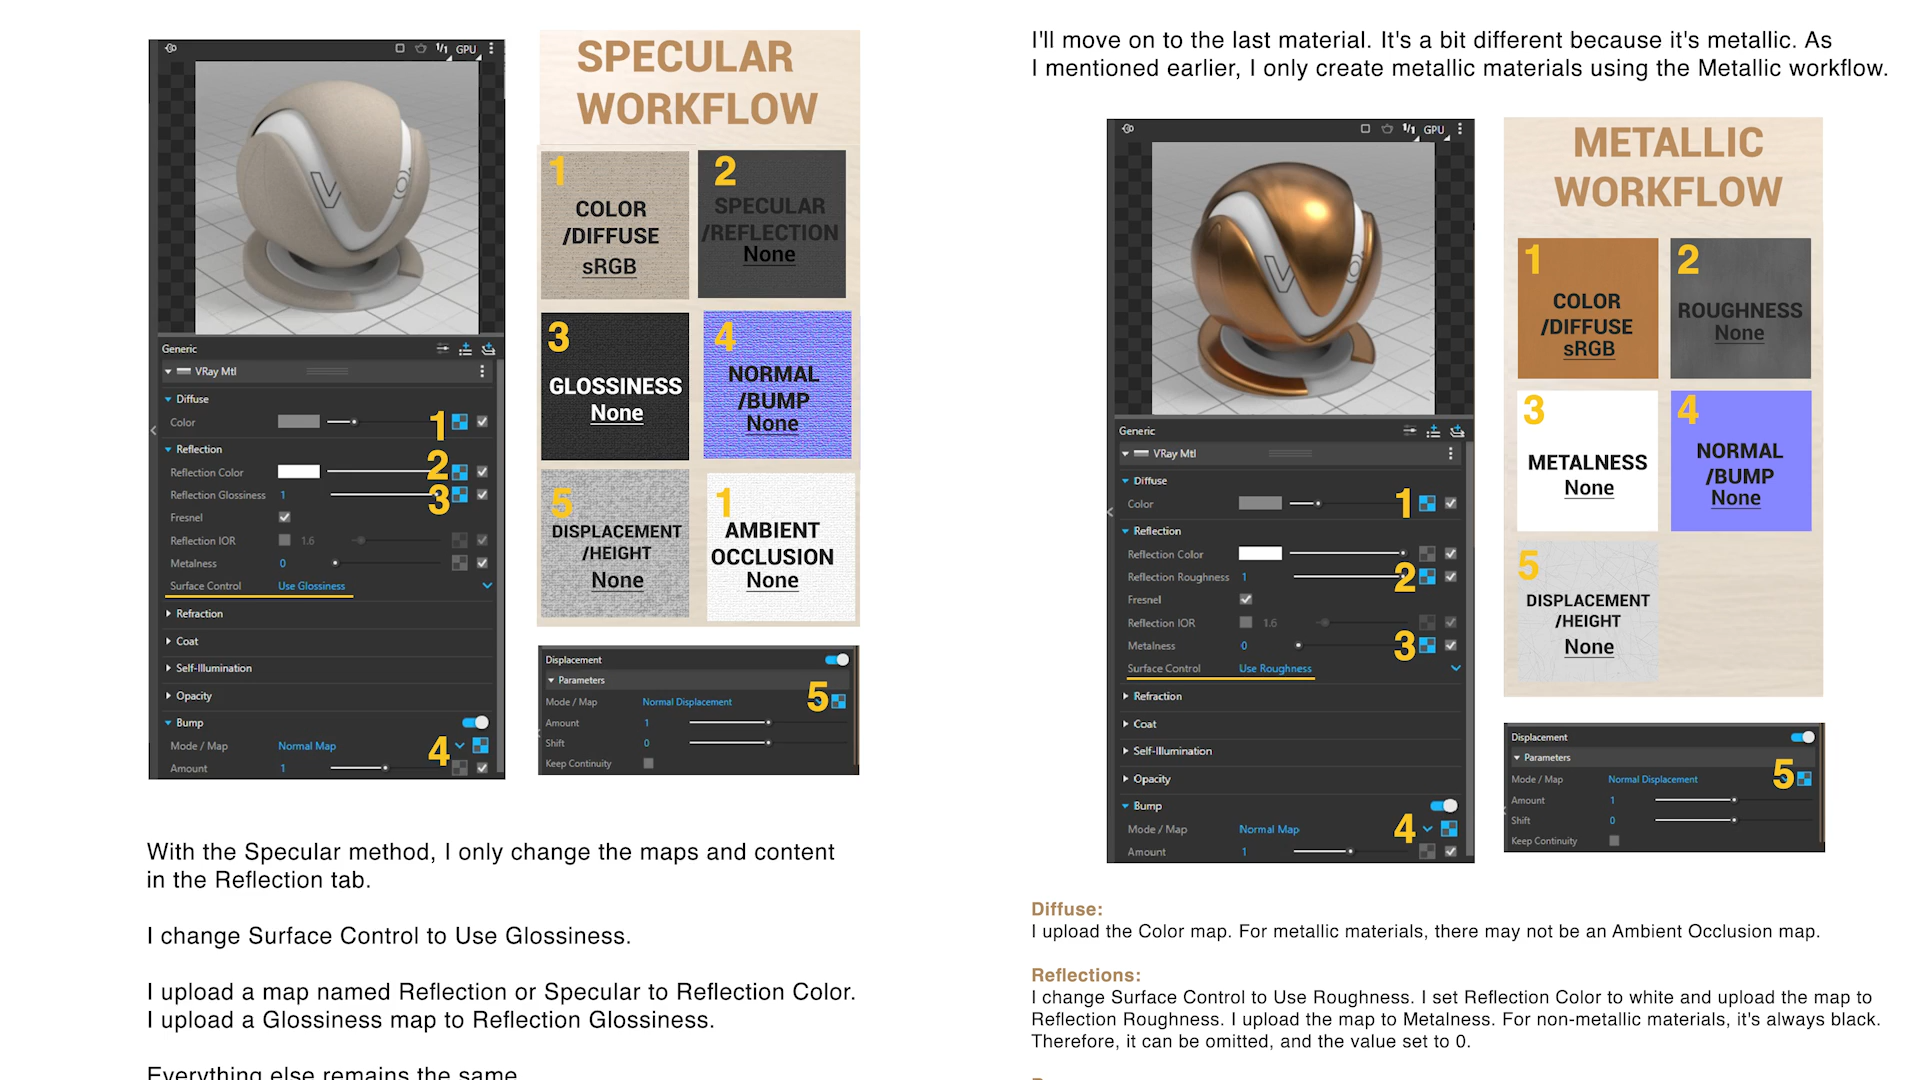 1/1 GPU
Generic
VRay Mtl
Diffuse
Color
1
Reflection
Reflection Color
2
Reflection Glossiness 1
3
Fresnel
Reflection IOR 1.6
Metalness 0
Surface Control Use Glossiness
Refraction
Coat
Self-Illumination
Opacity
Bump
Mode / Map Normal Map
4
Amount 1
SPECULAR
WORKFLOW
1
COLOR
/DIFFUSE
sRGB
2
SPECULAR
/REFLECTION
None
3
GLOSSINESS
None
4
NORMAL
/BUMP
None
5
DISPLACEMENT
/HEIGHT
None
1
AMBIENT
OCCLUSION
None
Displacement
Parameters
Mode / Map Normal Displacement
5
Amount 1
Shift 0
Keep Continuity
With the Specular method, I only change the maps and content
in the Reflection tab.
I change Surface Control to Use Glossiness.
I upload a map named Reflection or Specular to Reflection Color.
I upload a Glossiness map to Reflection Glossiness.
Everything else remains the same
I'll move on to the last material. It's a bit different because it's metallic. As
I mentioned earlier, I only create metallic materials using the Metallic workflow.
1/1 GPU
Generic
VRay Mtl
Diffuse
Color
1
Reflection
Reflection Color
Reflection Roughness 1
2
Fresnel
Reflection IOR 1.6
Metalness 0
3
Surface Control Use Roughness
Refraction
Coat
Self-Illumination
Opacity
Bump
Mode / Map Normal Map
4
Amount 1
METALLIC
WORKFLOW
1
COLOR
/DIFFUSE
sRGB
2
ROUGHNESS
None
3
METALNESS
None
4
NORMAL
/BUMP
None
5
DISPLACEMENT
/HEIGHT
None
Displacement
Parameters
Mode / Map Normal Displacement
5
Amount 1
Shift 0
Keep Continuity
Diffuse:
I upload the Color map. For metallic materials, there may not be an Ambient Occlusion map.
Reflections:
I change Surface Control to Use Roughness. I set Reflection Color to white and upload the map to
Reflection Roughness. I upload the map to Metalness. For non-metallic materials, it's always black.
Therefore, it can be omitted, and the value set to 0.